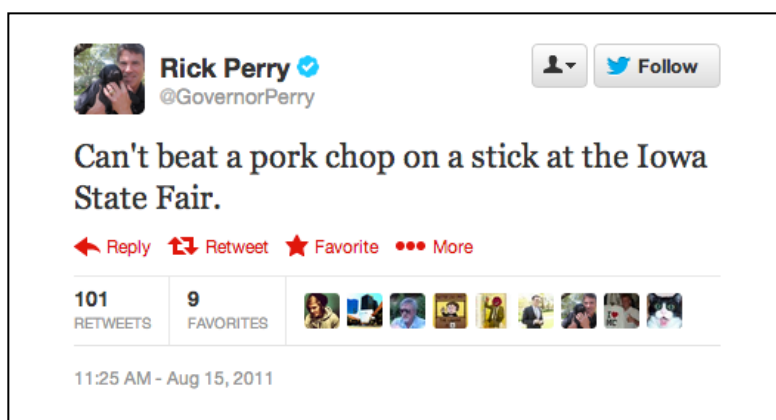 Rick Perry
@GovernorPerry
Follow
Can't beat a pork chop on a stick at the Iowa
State Fair.
Reply Retweet Favorite More
101 9
RETWEETS FAVORITES
I ♥
MC
11:25 AM - Aug 15, 2011